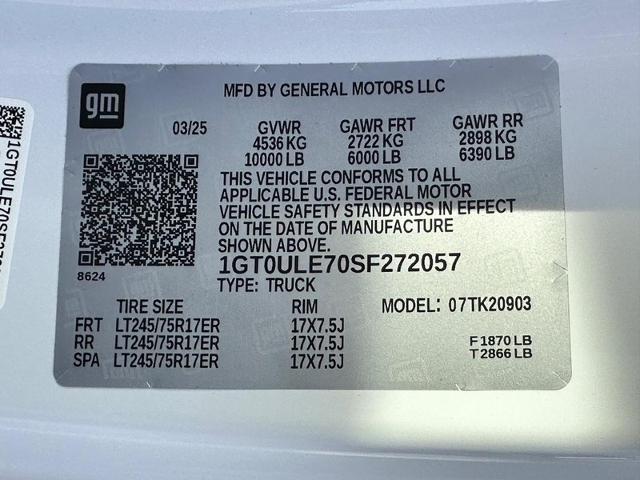 gm
MFD BY GENERAL MOTORS LLC
03/25 GVWR GAWR FRT GAWR RR
4536 KG 2722 KG 2898 KG
10000 LB 6000 LB 6390 LB
THIS VEHICLE CONFORMS TO ALL
APPLICABLE U.S. FEDERAL MOTOR
VEHICLE SAFETY STANDARDS IN EFFECT
ON THE DATE OF MANUFACTURE
SHOWN ABOVE.
8624
1GT0ULE70SF272057
TYPE: TRUCK
TIRE SIZE RIM MODEL: 07TK20903
FRT LT245/75R17ER 17X7.5J
RR LT245/75R17ER 17X7.5J F1870 LB
SPA LT245/75R17ER 17X7.5J T2866 LB